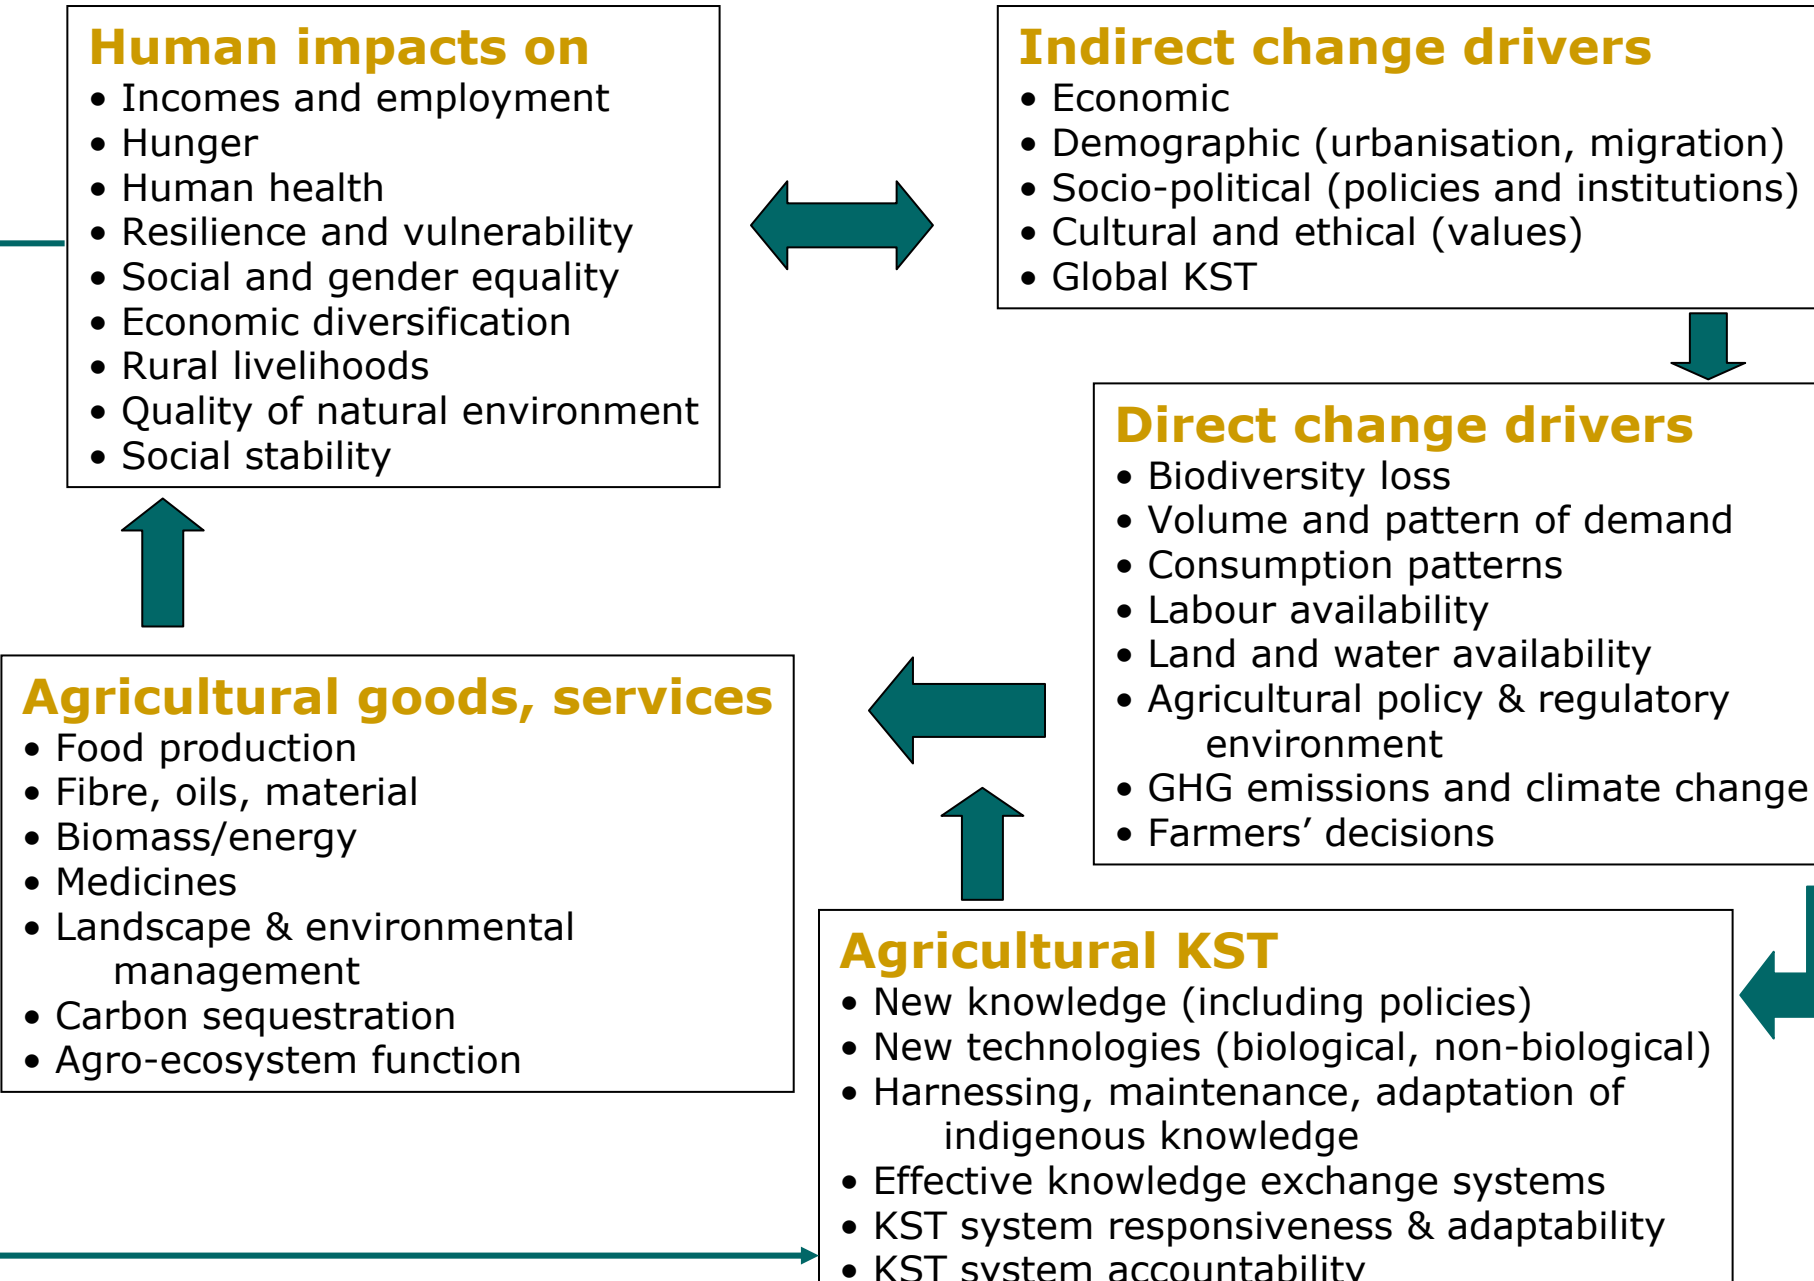 Human impacts on
• Incomes and employment
• Hunger
• Human health
• Resilience and vulnerability
• Social and gender equality
• Economic diversification
• Rural livelihoods
• Quality of natural environment
• Social stability
Indirect change drivers
• Economic
• Demographic (urbanisation, migration)
• Socio-political (policies and institutions)
• Cultural and ethical (values)
• Global KST
Direct change drivers
• Biodiversity loss
• Volume and pattern of demand
• Consumption patterns
• Labour availability
• Land and water availability
• Agricultural policy & regulatory
environment
• GHG emissions and climate change
• Farmers’ decisions
Agricultural goods, services
• Food production
• Fibre, oils, material
• Biomass/energy
• Medicines
• Landscape & environmental
management
• Carbon sequestration
• Agro-ecosystem function
Agricultural KST
• New knowledge (including policies)
• New technologies (biological, non-biological)
• Harnessing, maintenance, adaptation of
indigenous knowledge
• Effective knowledge exchange systems
• KST system responsiveness & adaptability
• KST system accountability